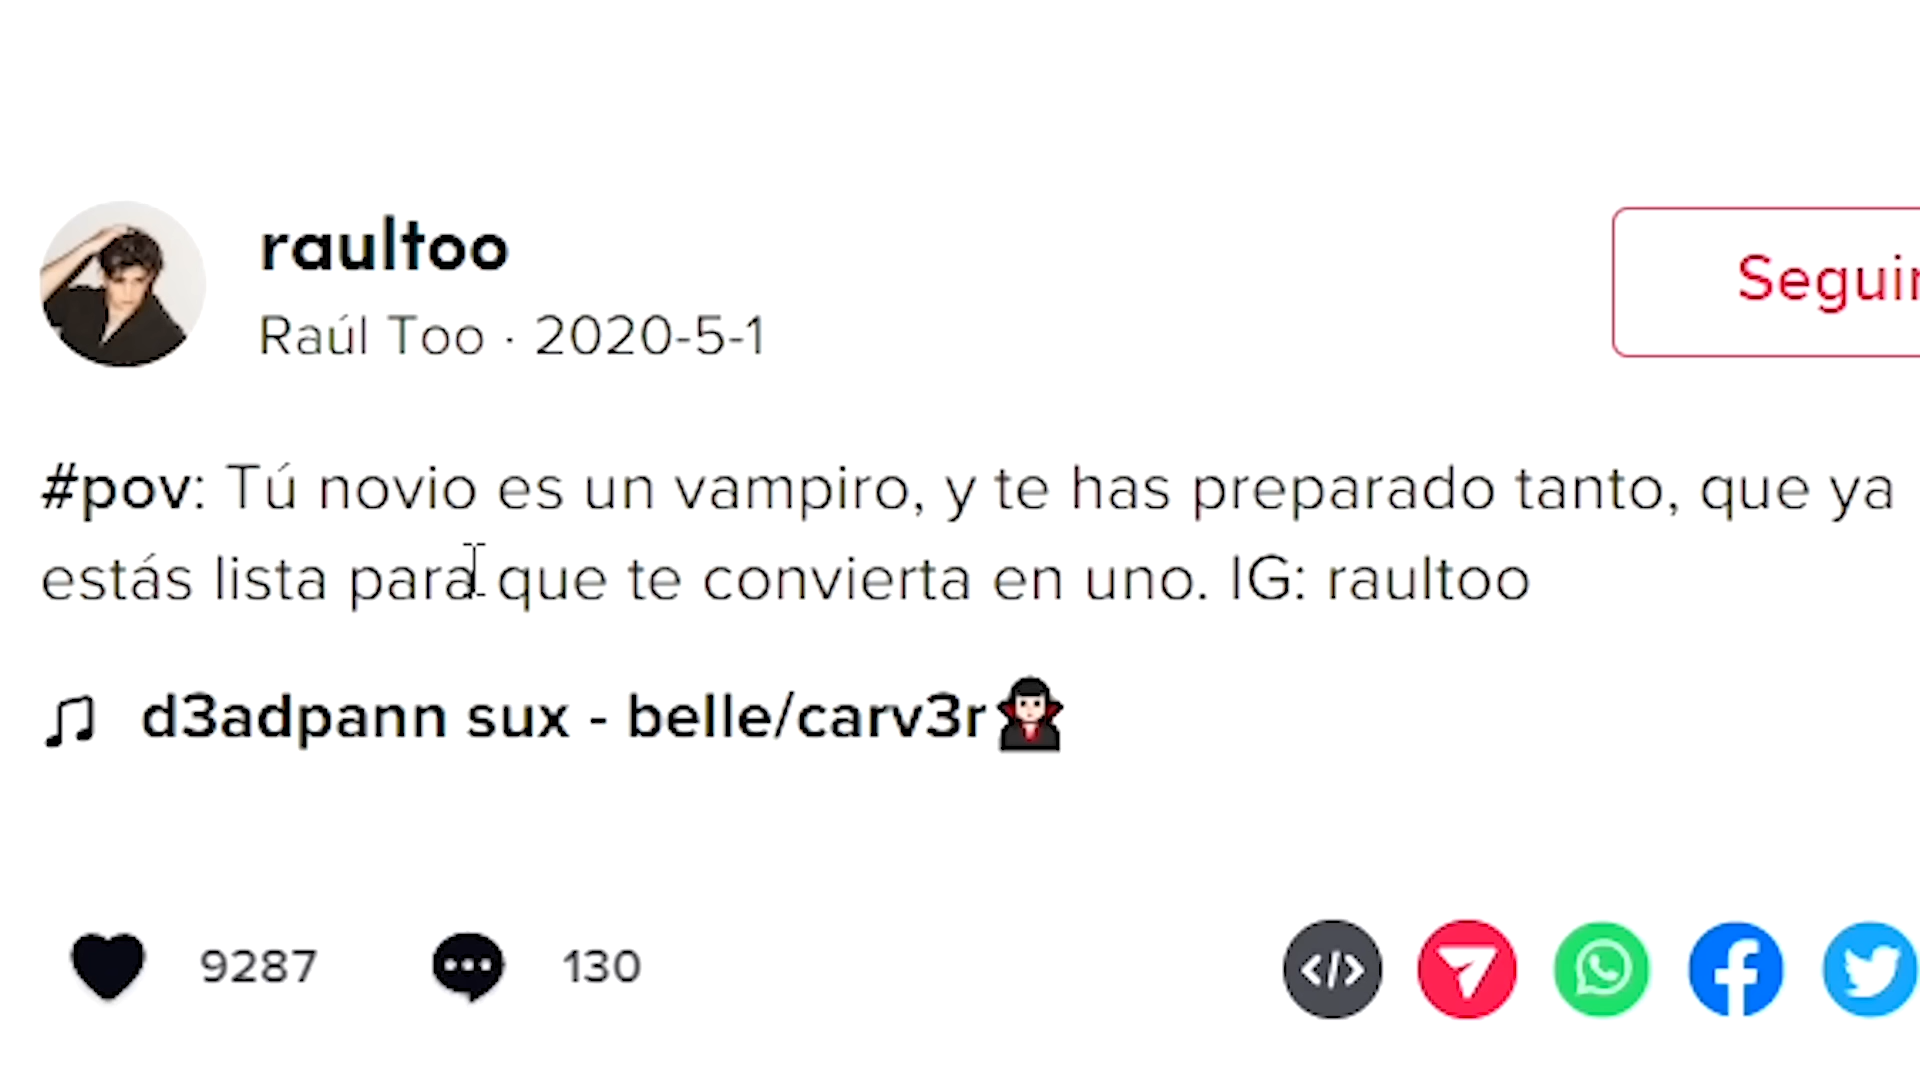 raultoo
Raúl Too · 2020-5-1
Seguir
#pov: Tú novio es un vampiro, y te has preparado tanto, que ya
estás lista para que te convierta en uno. IG: raultoo
d3adpann sux - belle/carv3r
9287
130